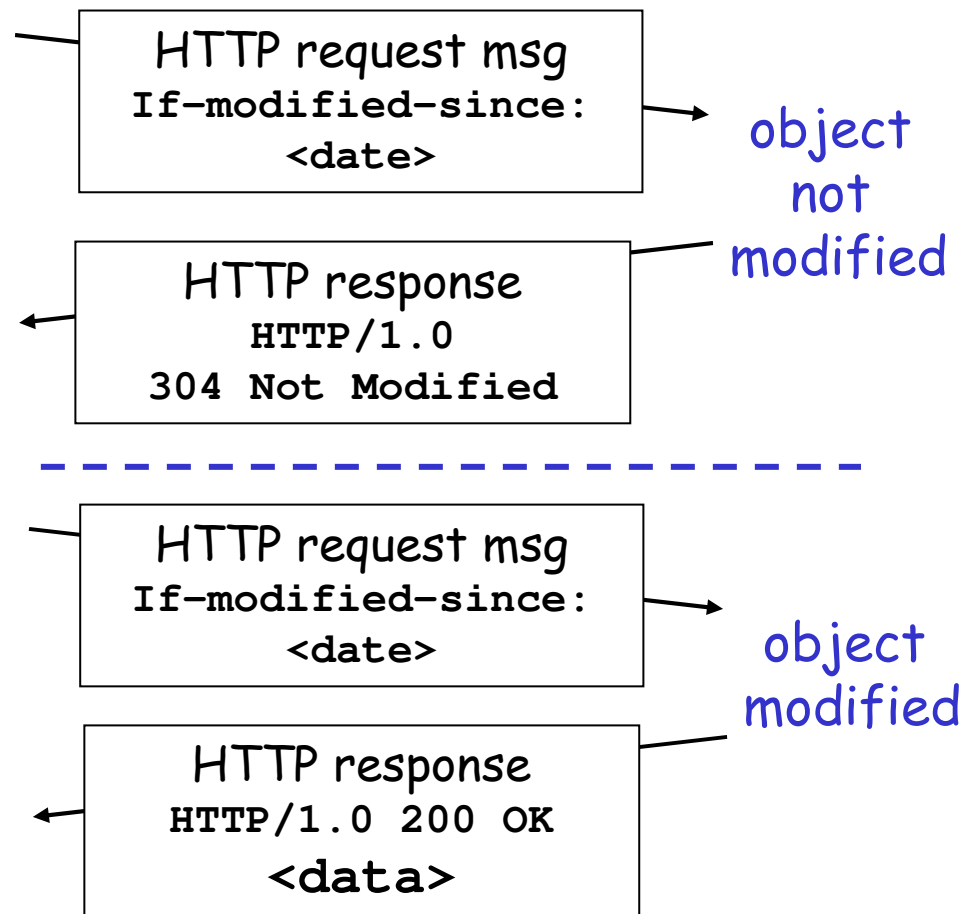 HTTP request msg
If-modified-since:
<date>
object
not
modified
HTTP response
HTTP/1.0
304 Not Modified
HTTP request msg
If-modified-since:
<date>
object
modified
HTTP response
HTTP/1.0 200 OK
<data>